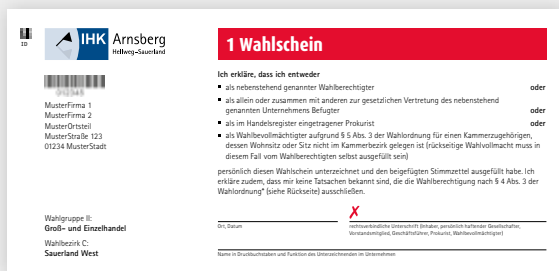 ID
IHK Arnsberg
Hellweg-Sauerland
1 Wahlschein
012345
MusterFirma 1
MusterFirma 2
MusterOrtsteil
MusterStraße 123
01234 MusterStadt
Ich erkläre, dass ich entweder
▪ als nebenstehend genannter Wahlberechtigter oder
▪ als allein oder zusammen mit anderen zur gesetzlichen Vertretung des nebenstehend
genannten Unternehmens Befugter oder
▪ als im Handelsregister eingetragener Prokurist oder
▪ als Wahlbevollmächtigter aufgrund § 5 Abs. 3 der Wahlordnung für einen Kammerzugehörigen,
dessen Wohnsitz oder Sitz nicht im Kammerbezirk gelegen ist (rückseitige Wahlvollmacht muss in
diesem Fall vom Wahlberechtigten selbst ausgefüllt sein)
persönlich diesen Wahlschein unterzeichnet und den beigefügten Stimmzettel ausgefüllt habe. Ich
erkläre zudem, dass mir keine Tatsachen bekannt sind, die die Wahlberechtigung nach § 4 Abs. 3 der
Wahlordnung* (siehe Rückseite) ausschließen.
Wahlgruppe II:
Groß- und Einzelhandel
Wahlbezirk C:
Sauerland West
✗
Ort, Datum
rechtsverbindliche Unterschrift (Inhaber, persönlich haftender Gesellschafter,
Vorstandsmitglied, Geschäftsführer, Prokurist, Wahlbevollmächtigter)
Name in Druckbuchstaben und Funktion des Unterzeichnenden im Unternehmen